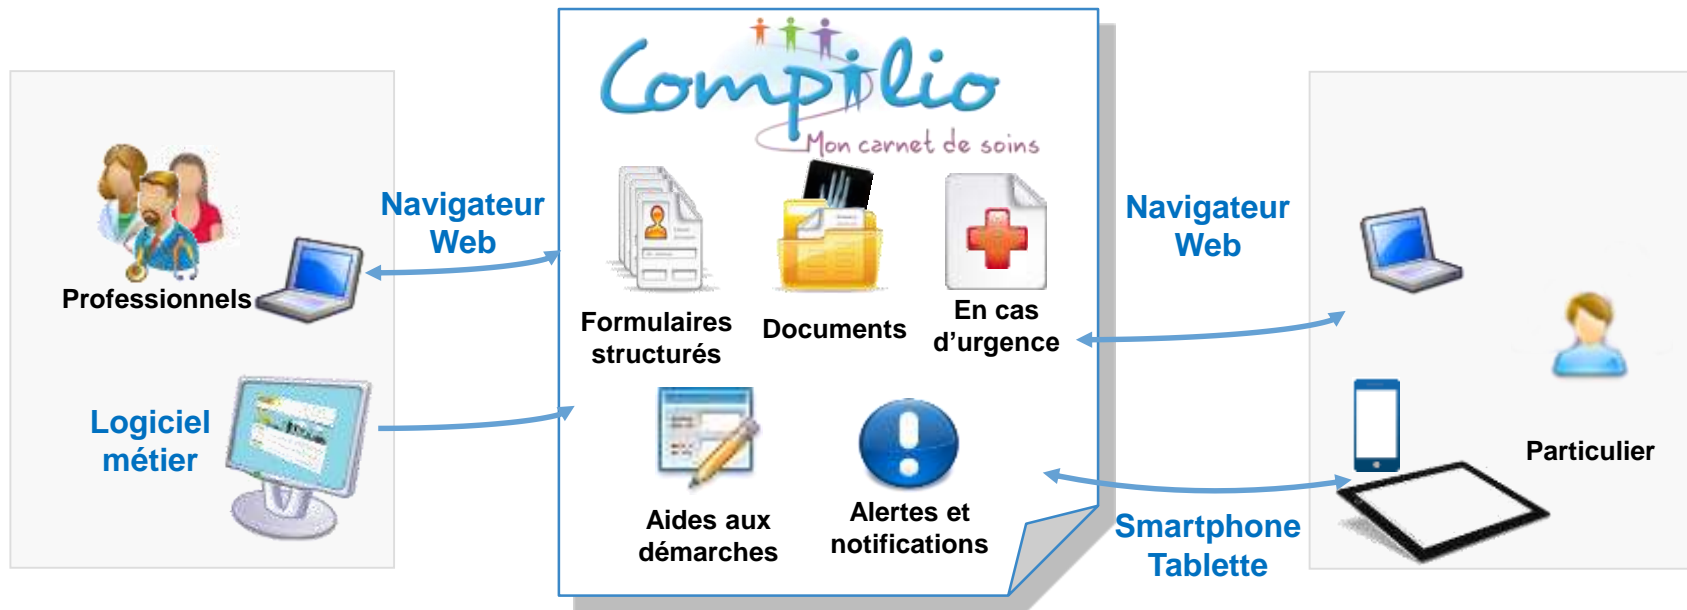 Compilio
Mon carnet de soins
Navigateur
Web
Professionnels
Logiciel
métier
Formulaires
structurés
Documents
En cas
d’urgence
Aides aux
démarches
Alertes et
notifications
Navigateur
Web
Smartphone
Tablette
Particulier